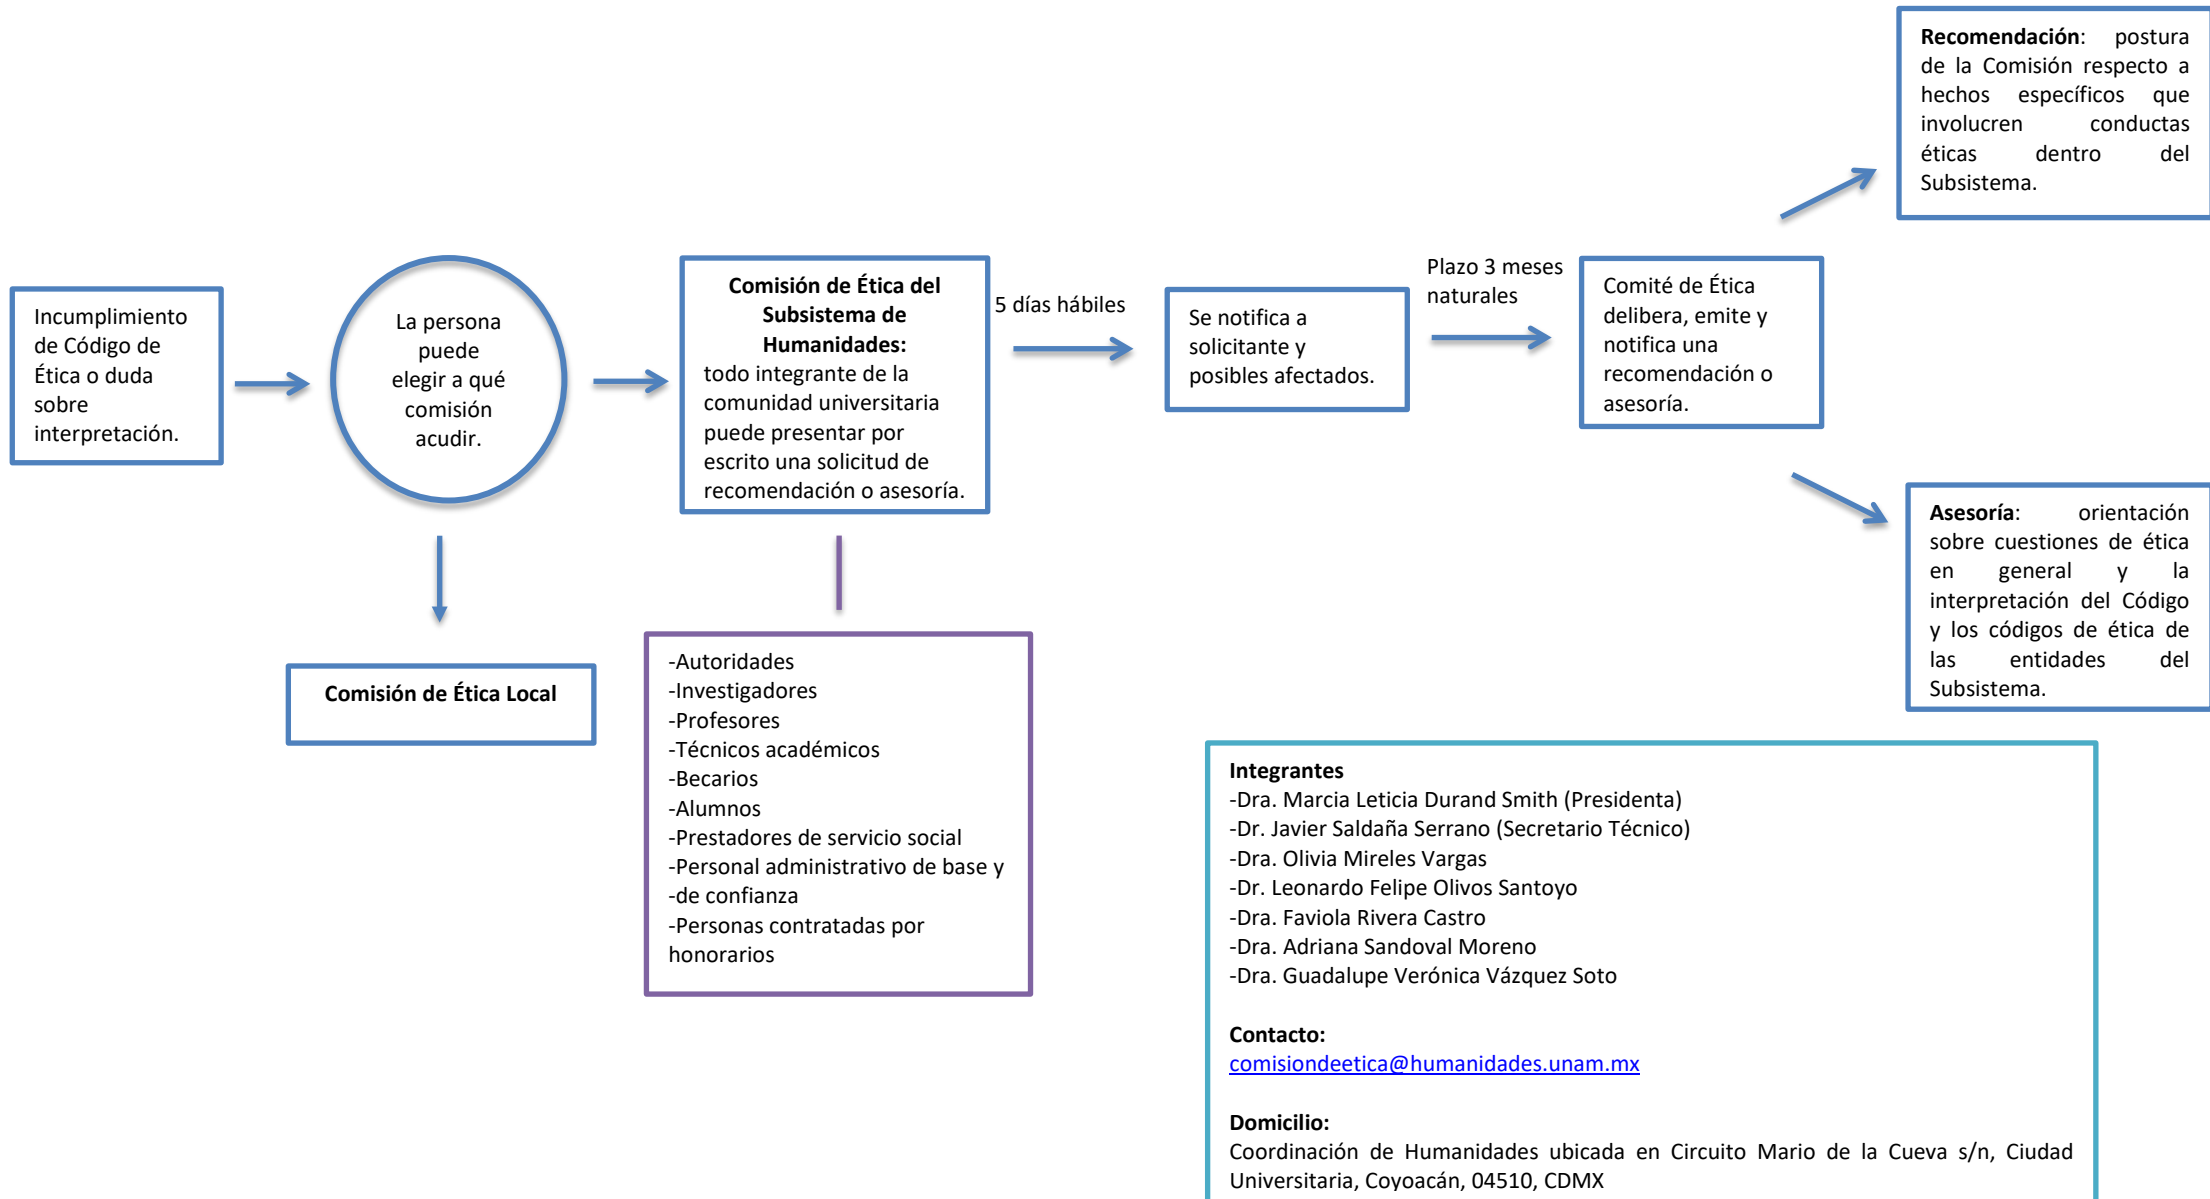 Incumplimiento
de Código de
Ética o duda
sobre
interpretación.
La persona
puede
elegir a qué
comisión
acudir.
Comisión de Ética Local
Comisión de Ética del
Subsistema de
Humanidades:
todo integrante de la
comunidad universitaria
puede presentar por
escrito una solicitud de
recomendación o asesoría.
-Autoridades
-Investigadores
-Profesores
-Técnicos académicos
-Becarios
-Alumnos
-Prestadores de servicio social
-Personal administrativo de base y
-de confianza
-Personas contratadas por
honorarios
5 días hábiles
Se notifica a
solicitante y
posibles afectados.
Plazo 3 meses
naturales
Comité de Ética
delibera, emite y
notifica una
recomendación o
asesoría.
Recomendación: postura
de la Comisión respecto a
hechos específicos que
involucren conductas
éticas dentro del
Subsistema.
Asesoría: orientación
sobre cuestiones de ética
en general y la
interpretación del Código
y los códigos de ética de
las entidades del
Subsistema.
Integrantes
-Dra. Marcia Leticia Durand Smith (Presidenta)
-Dr. Javier Saldaña Serrano (Secretario Técnico)
-Dra. Olivia Mireles Vargas
-Dr. Leonardo Felipe Olivos Santoyo
-Dra. Faviola Rivera Castro
-Dra. Adriana Sandoval Moreno
-Dra. Guadalupe Verónica Vázquez Soto
Contacto:
comisiondeetica@humanidades.unam.mx
Domicilio:
Coordinación de Humanidades ubicada en Circuito Mario de la Cueva s/n, Ciudad
Universitaria, Coyoacán, 04510, CDMX